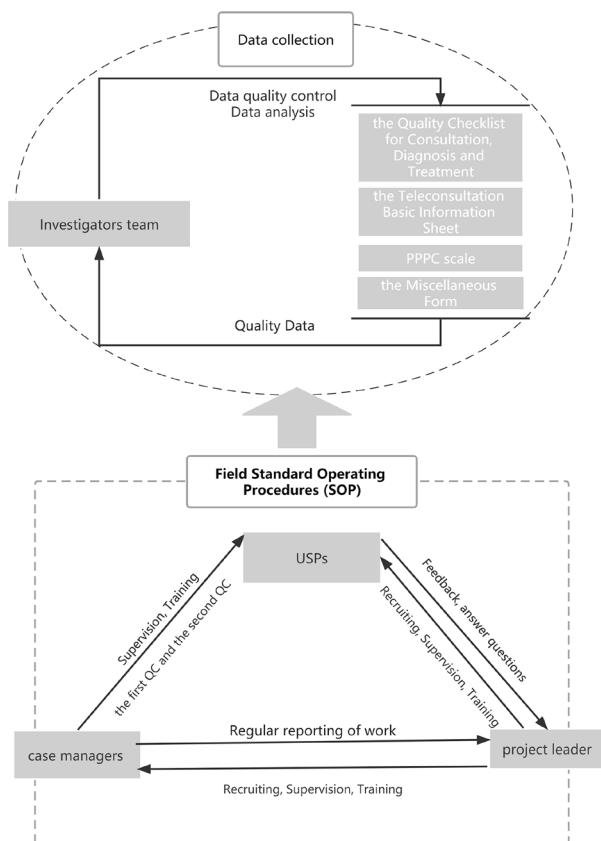 Data collection
Data quality control
Data analysis
the Quality Checklist
for Consultation,
Diagnosis and
Treatment
the Teleconsultation
Basic Information
Sheet
Investigators team
PPPC scale
the Miscellaneous
Form
Quality Data
Field Standard Operating
Procedures (SOP)
USPs
Supervision, Training
the first QC and the second QC
Feedback, answer questions
Recruiting, Supervision, Training
Regular reporting of work
case managers
project leader
Recruiting, Supervision, Training